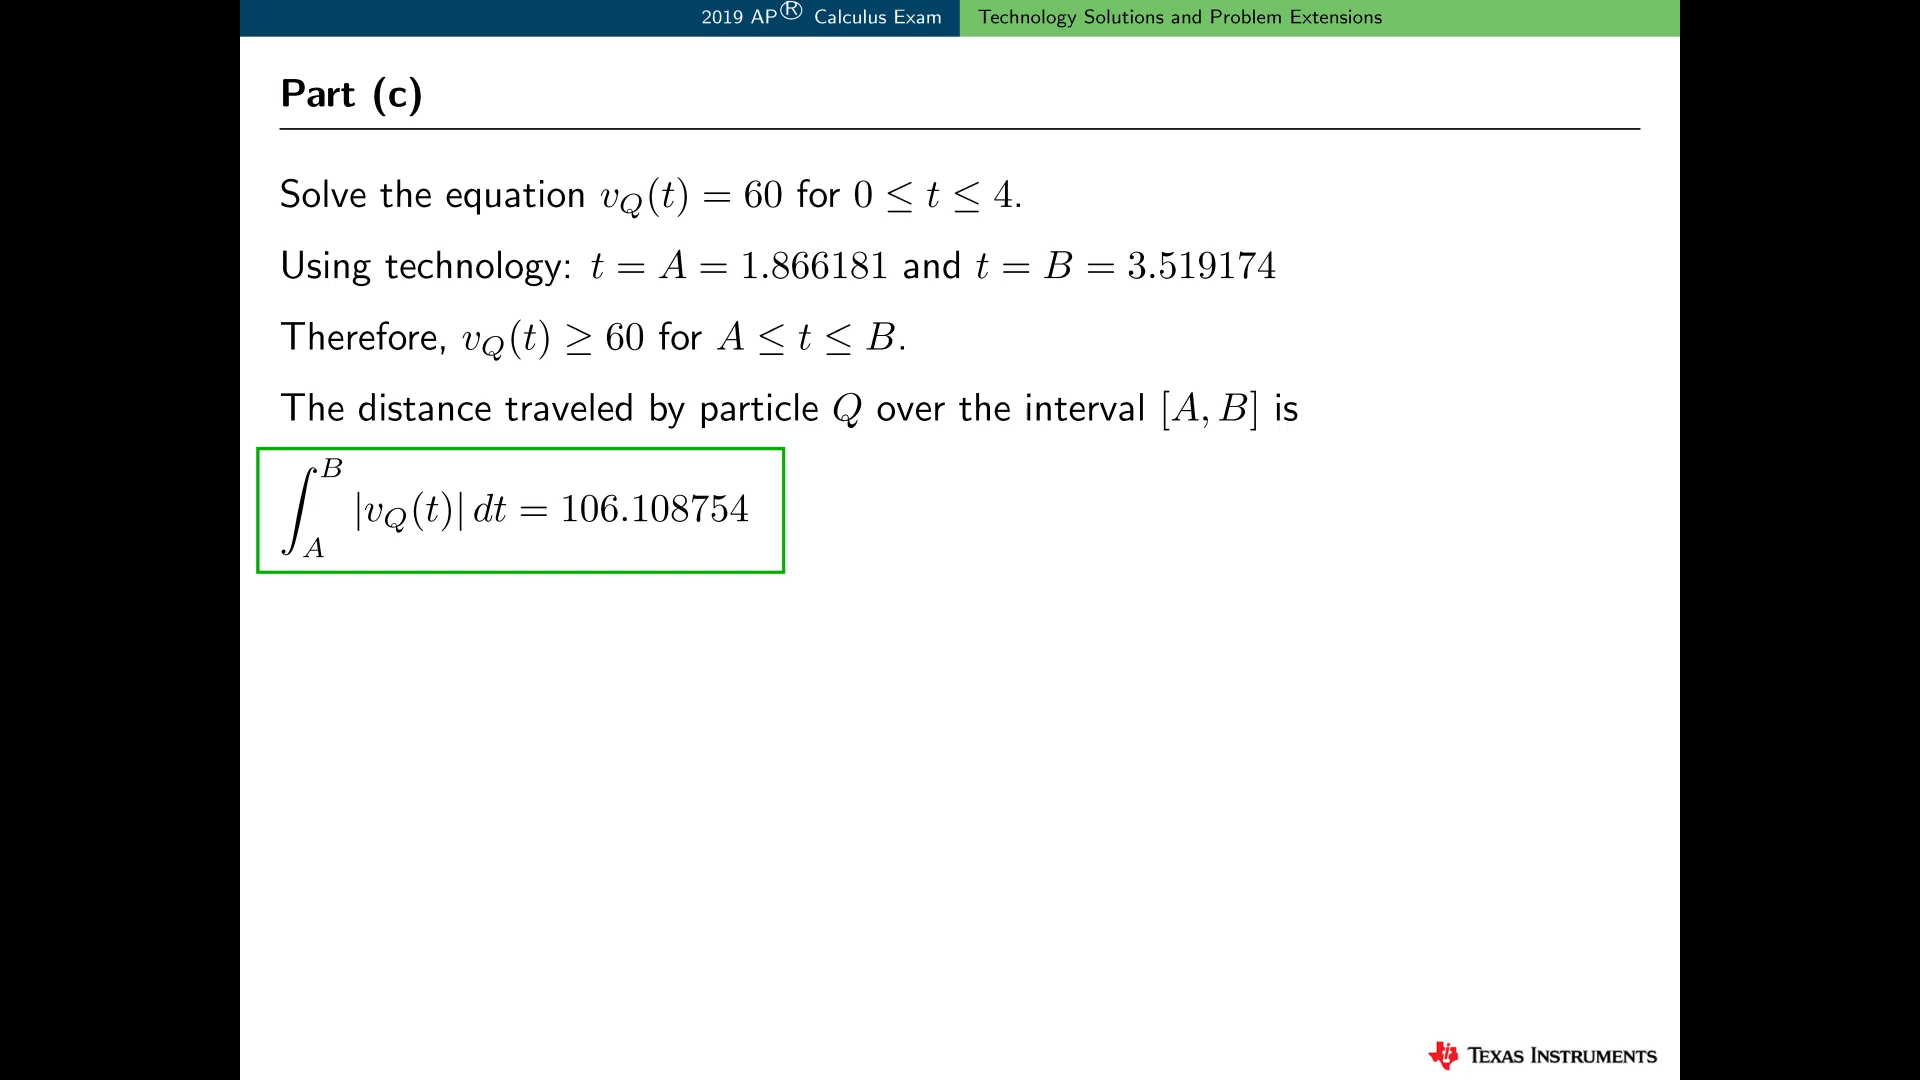 2019 AP® Calculus Exam Technology Solutions and Problem Extensions
Part (c)
Solve the equation v_Q(t) = 60 for 0 ≤ t ≤ 4.
Using technology: t = A = 1.866181 and t = B = 3.519174
Therefore, v_Q(t) ≥ 60 for A ≤ t ≤ B.
The distance traveled by particle Q over the interval [A, B] is
∫_A^B |v_Q(t)| dt = 106.108754
TEXAS INSTRUMENTS